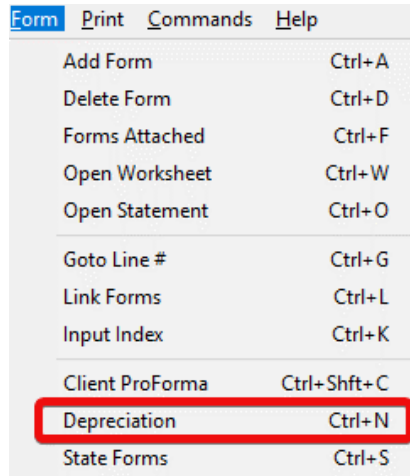 Form Print Commands Help
Add Form Ctrl+A
Delete Form Ctrl+D
Forms Attached Ctrl+F
Open Worksheet Ctrl+W
Open Statement Ctrl+O
Goto Line # Ctrl+G
Link Forms Ctrl+L
Input Index Ctrl+K
Client ProForma Ctrl+Shft+C
Depreciation Ctrl+N
State Forms Ctrl+S